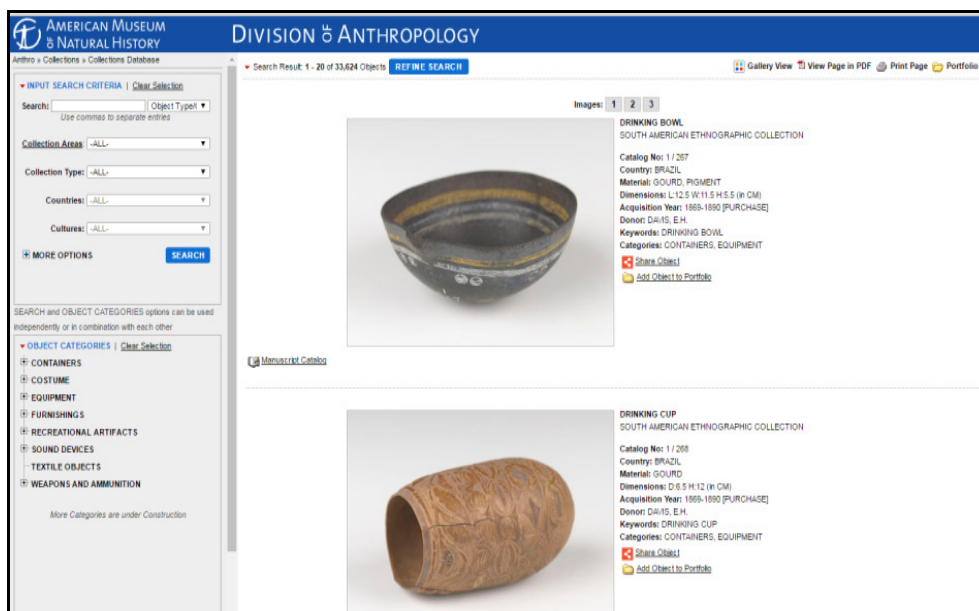 AMERICAN MUSEUM
OF NATURAL HISTORY
DIVISION OF ANTHROPOLOGY
Anthro » Collections » Collections Database
INPUT SEARCH CRITERIA | Clear Selection
Search: Object Type/
Use commas to separate entries
Collection Areas: -ALL-
Collection Type: -ALL-
Countries: -ALL-
Cultures: -ALL-
MORE OPTIONS SEARCH
SEARCH and OBJECT CATEGORIES options can be used
independently or in combination with each other
OBJECT CATEGORIES | Clear Selection
CONTAINERS
COSTUME
EQUIPMENT
FURNISHINGS
RECREATIONAL ARTIFACTS
SOUND DEVICES
TEXTILE OBJECTS
WEAPONS AND AMMUNITION
More Categories are under Construction
Search Result: 1 - 20 of 33,624 Objects REFINE SEARCH
Gallery View View Page in PDF Print Page Portfolio
Images: 1 2 3
DRINKING BOWL
SOUTH AMERICAN ETHNOGRAPHIC COLLECTION
Catalog No: 1 / 267
Country: BRAZIL
Material: GOURD, PIGMENT
Dimensions: L:12.5 W:11.5 H:5.5 (in CM)
Acquisition Year: 1869-1890 [PURCHASE]
Donor: DAVIS, E.H.
Keywords: DRINKING BOWL
Categories: CONTAINERS, EQUIPMENT
Share Object
Add Object to Portfolio
Manuscript Catalog
DRINKING CUP
SOUTH AMERICAN ETHNOGRAPHIC COLLECTION
Catalog No: 1 / 268
Country: BRAZIL
Material: GOURD
Dimensions: D:6.5 H:12 (in CM)
Acquisition Year: 1869-1890 [PURCHASE]
Donor: DAVIS, E.H.
Keywords: DRINKING CUP
Categories: CONTAINERS, EQUIPMENT
Share Object
Add Object to Portfolio